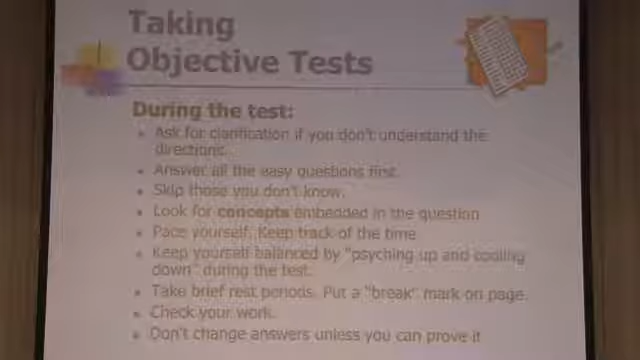 Taking
Objective Tests
During the test:
Ask for clarification if you don't understand the
directions.
Answer all the easy questions first.
Skip those you don't know.
Look for concepts embedded in the question
Pace yourself. Keep track of the time
Keep yourself balanced by "psyching up and cooling
down" during the test.
Take brief rest periods. Put a "break" mark on page.
Check your work.
Don't change answers unless you can prove it